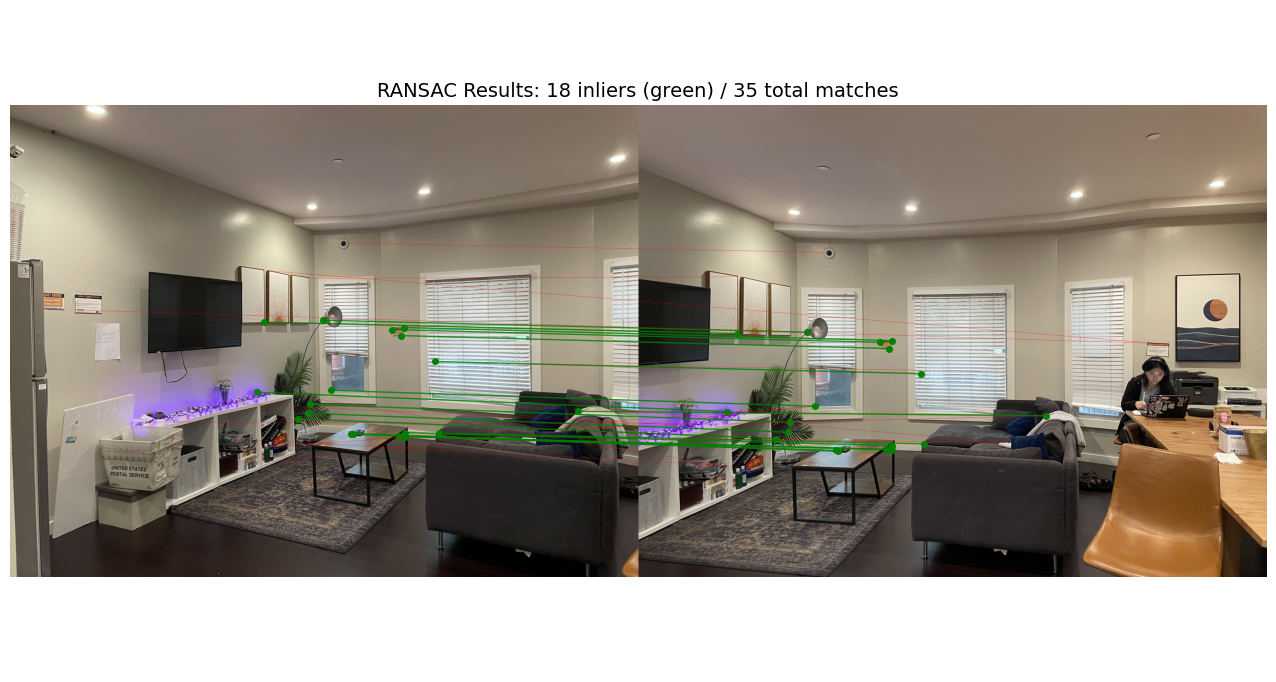 RANSAC Results: 18 inliers (green) / 35 total matches
UNITED STATES
POSTAL SERVICE